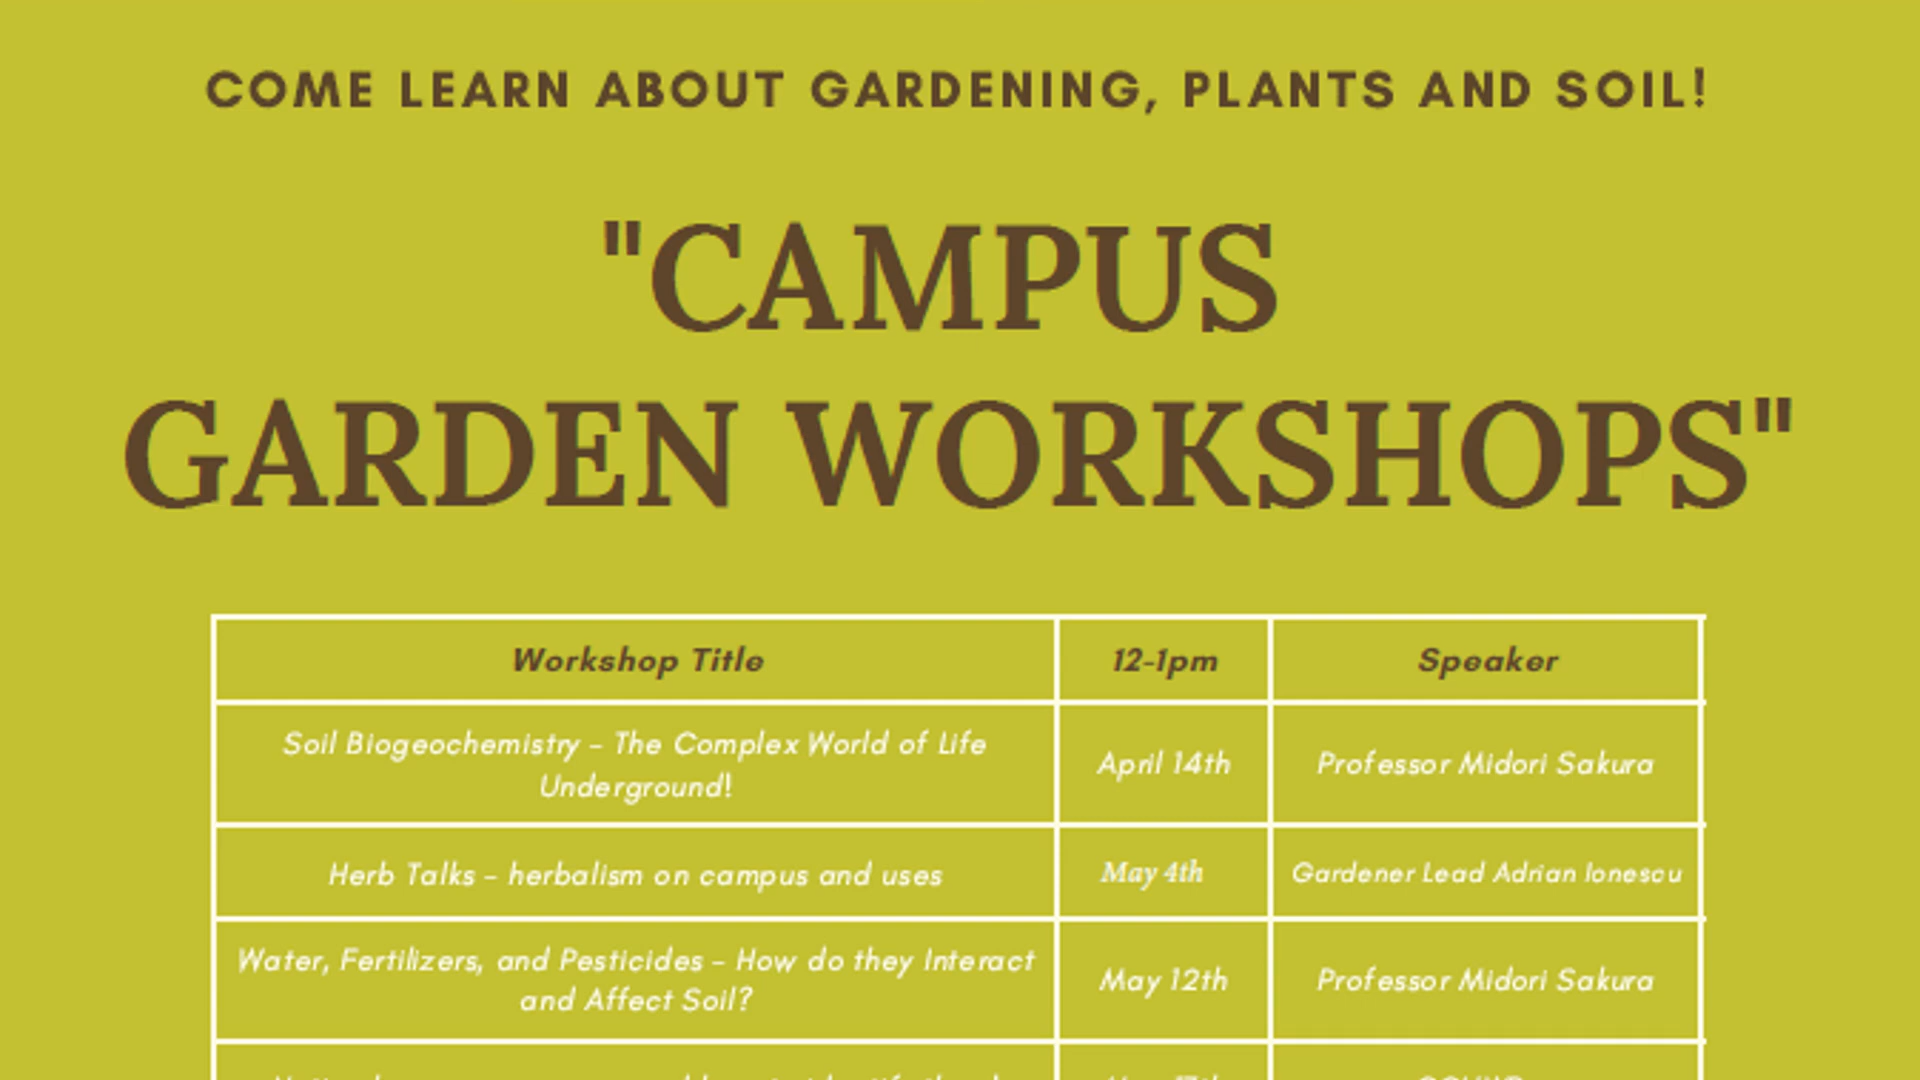 COME LEARN ABOUT GARDENING, PLANTS AND SOIL!
"CAMPUS
GARDEN WORKSHOPS"
Workshop Title
12-1pm
Speaker
Soil Biogeochemistry - The Complex World of Life
Underground!
April 14th
Professor Midori Sakura
Herb Talks - herbalism on campus and uses
May 4th
Gardener Lead Adrian Ionescu
Water, Fertilizers, and Pesticides - How do they Interact
and Affect Soil?
May 12th
Professor Midori Sakura